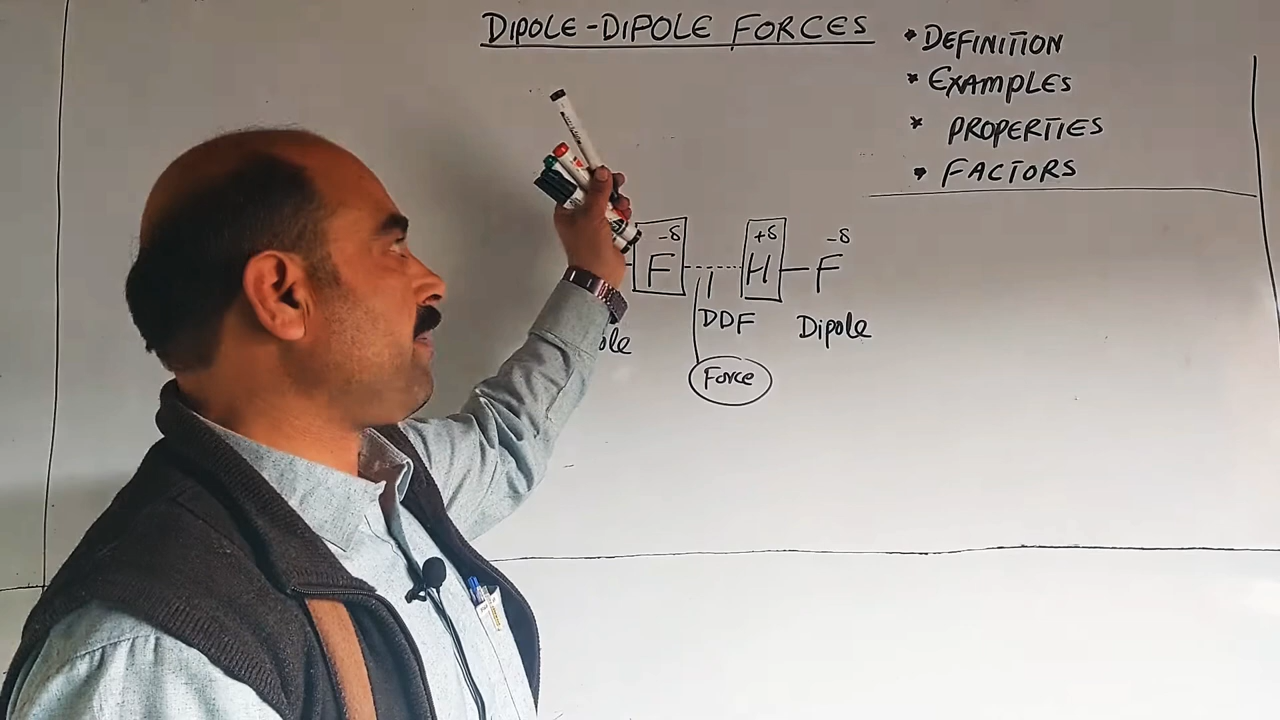 DIPOLE-DIPOLE FORCES
* DEFINITION
* EXAMPLES
* PROPERTIES
* FACTORS
-δ +δ -δ
F H — F
DDF Dipole
ole
Force